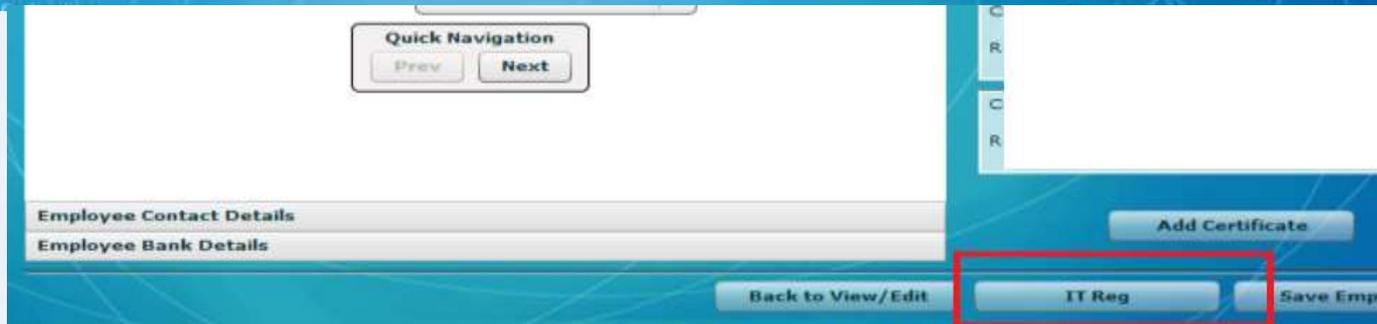 Quick Navigation
Prev
Next
C
R
C
R
Employee Contact Details
Employee Bank Details
Add Certificate
Back to View/Edit
IT Reg
Save Emp